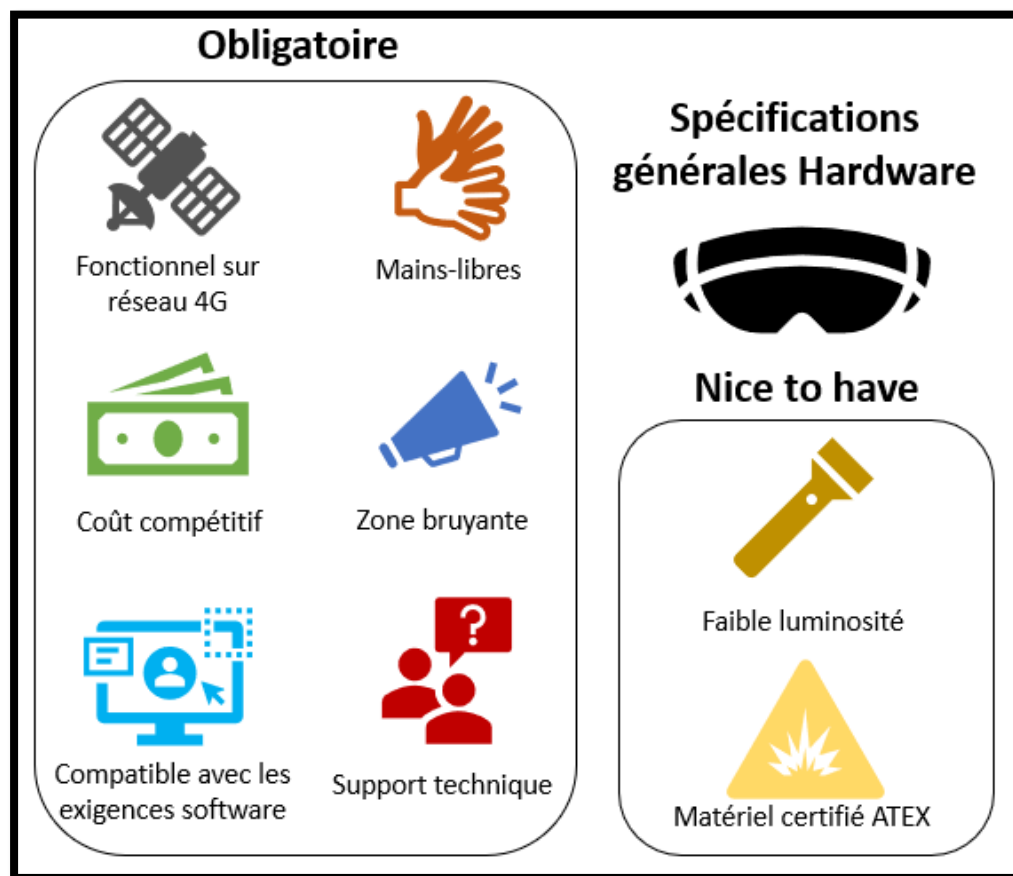 Obligatoire
Fonctionnel sur
réseau 4G
Mains-libres
Coût compétitif
Zone bruyante
?
Compatible avec les
exigences software
Support technique
Spécifications
générales Hardware
Nice to have
Faible luminosité
Matériel certifié ATEX